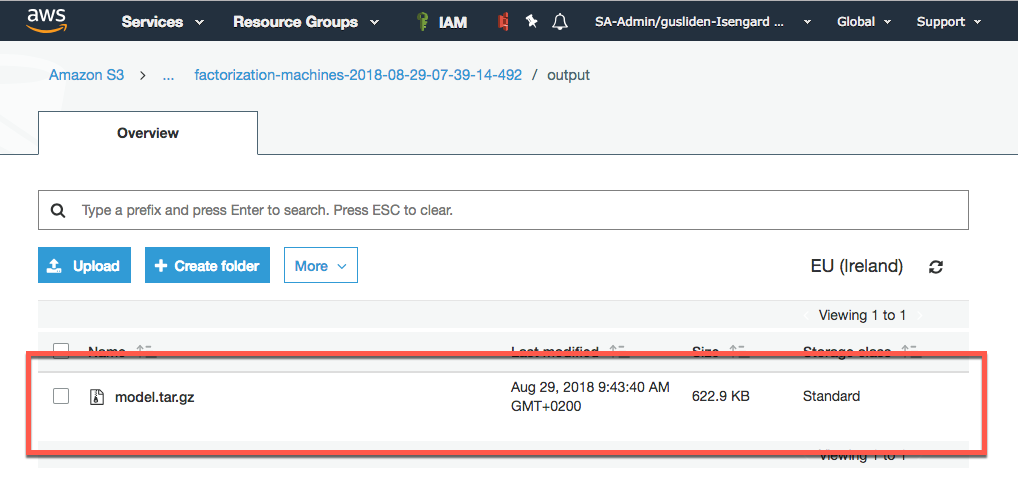 aws Services Resource Groups IAM SA-Admin/gusliden-Isengard ... Global Support
Amazon S3 > ... factorization-machines-2018-08-29-07-39-14-492 / output
Overview
Type a prefix and press Enter to search. Press ESC to clear.
Upload + Create folder More EU (Ireland)
Viewing 1 to 1
Name Last modified Size Storage class
model.tar.gz Aug 29, 2018 9:43:40 AM 622.9 KB Standard
GMT+0200
Viewing 1 to 1